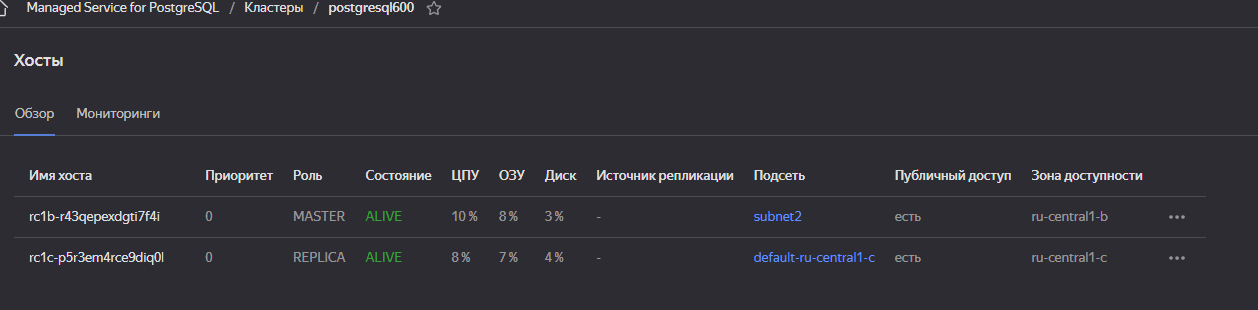 Managed Service for PostgreSQL / Кластеры / postgresql600
Хосты
Обзор Мониторинги
Имя хоста Приоритет Роль Состояние ЦПУ ОЗУ Диск Источник репликации Подсеть Публичный доступ Зона доступности
rc1b-r43qepexdgti7f4i 0 MASTER ALIVE 10 % 8 % 3 % - subnet2 есть ru-central1-b
rc1c-p5r3em4rce9diq0l 0 REPLICA ALIVE 8 % 7 % 4 % - default-ru-central1-c есть ru-central1-c